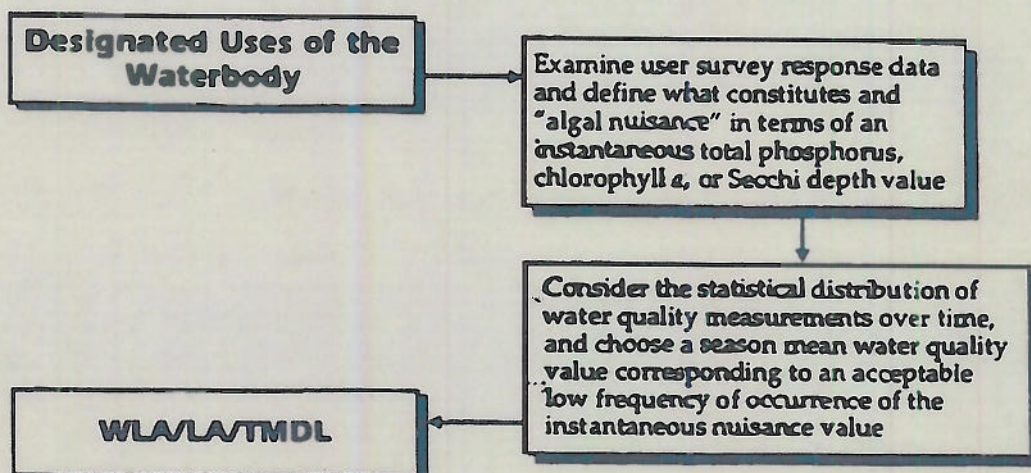 Designated Uses of the
Waterbody
Examine user survey response data
and define what constitutes and
"algal nuisance" in terms of an
instantaneous total phosphorus,
chlorophyll a, or Secchi depth value
Consider the statistical distribution of
water quality measurements over time,
and choose a season mean water quality
value corresponding to an acceptable
low frequency of occurrence of the
instantaneous nuisance value
WLA/LA/TMDL